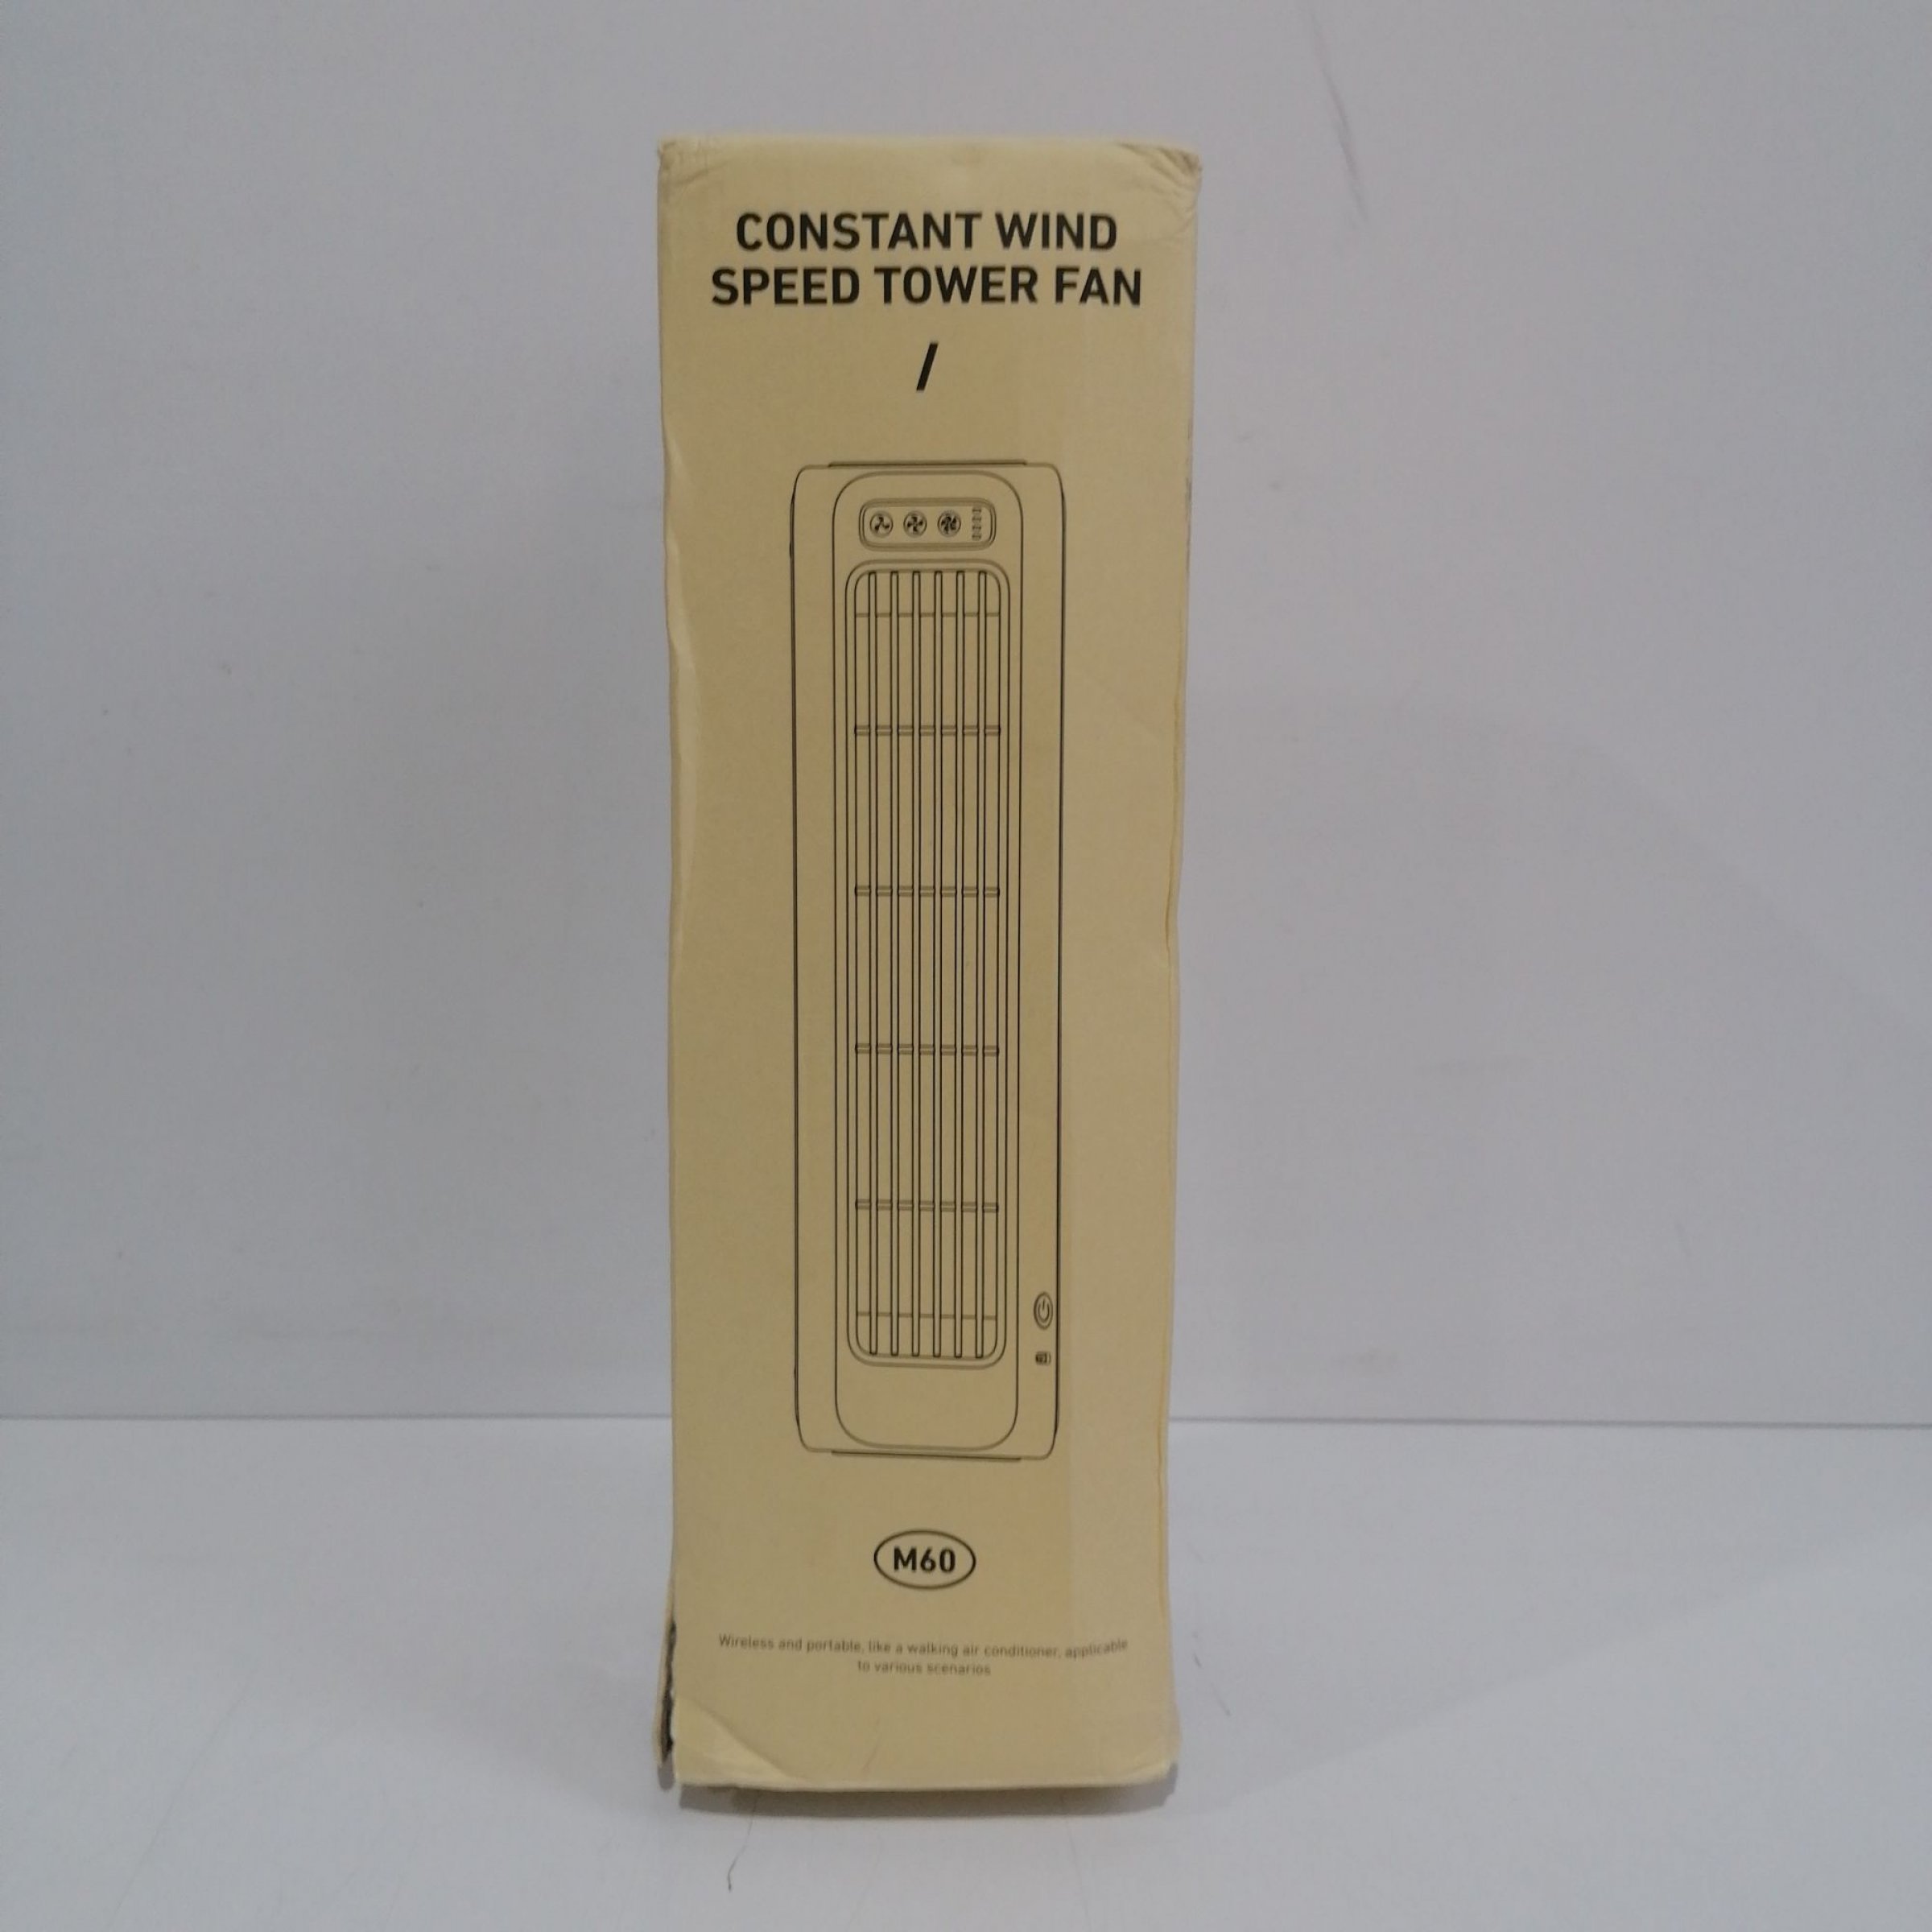 CONSTANT WIND
SPEED TOWER FAN
/
M60
Wireless and portable, like a walking air conditioner, applicable
to various scenarios